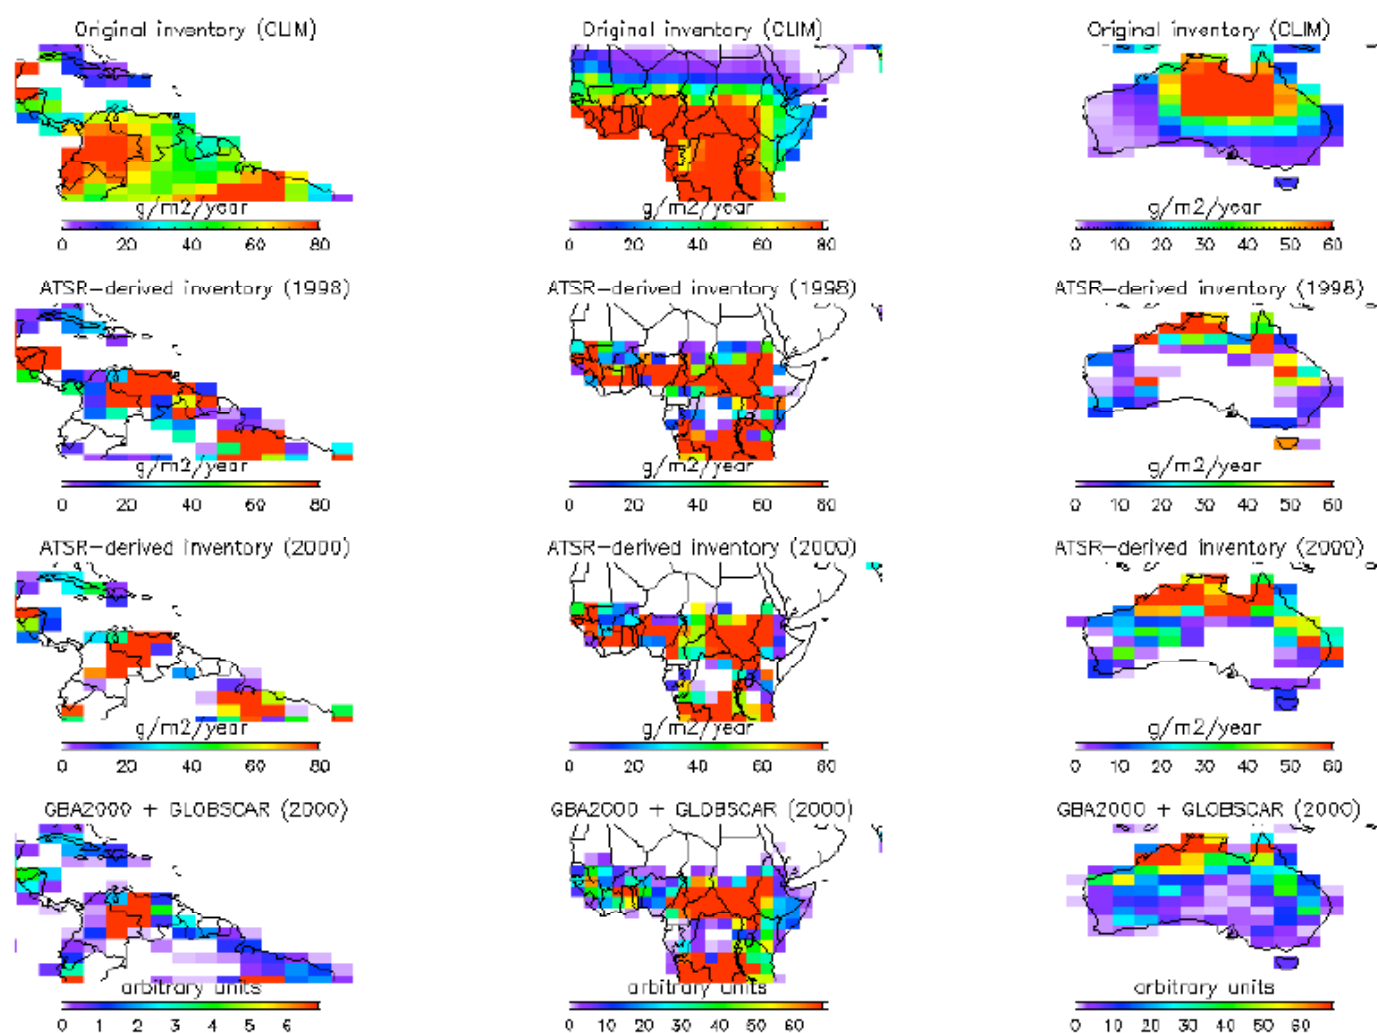 Original inventory (CLIM)
Original inventory (CLIM)
Original inventory (CLIM)
g/m2/year
g/m2/year
g/m2/year
0 20 40 60 80
0 20 40 60 80
0 10 20 30 40 50 60
ATSR-derived inventory (1998)
ATSR-derived inventory (1998)
ATSR-derived inventory (1998)
g/m2/year
g/m2/year
g/m2/year
0 20 40 60 80
0 20 40 60 80
0 10 20 30 40 50 60
ATSR-derived inventory (2000)
ATSR-derived inventory (2000)
ATSR-derived inventory (2000)
g/m2/year
g/m2/year
g/m2/year
0 20 40 60 80
0 20 40 60 80
0 10 20 30 40 50 60
GBA2000 + GLOBSCAR (2000)
GBA2000 + GLOBSCAR (2000)
GBA2000 + GLOBSCAR (2000)
arbitrary units
arbitrary units
arbitrary units
0 1 2 3 4 5 6
0 10 20 30 40 50 60
0 10 20 30 40 50 60